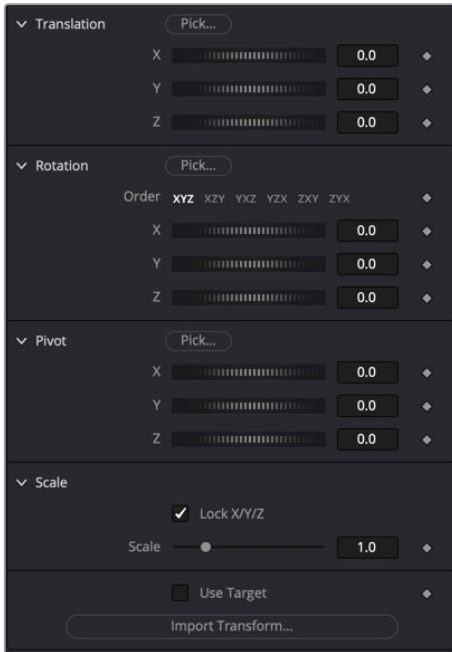 Translation Pick...
X 0.0
Y 0.0
Z 0.0
Rotation Pick...
Order XYZ XZY YXZ YZX ZXY ZYX
X 0.0
Y 0.0
Z 0.0
Pivot Pick...
X 0.0
Y 0.0
Z 0.0
Scale
Lock X/Y/Z
Scale 1.0
Use Target
Import Transform...